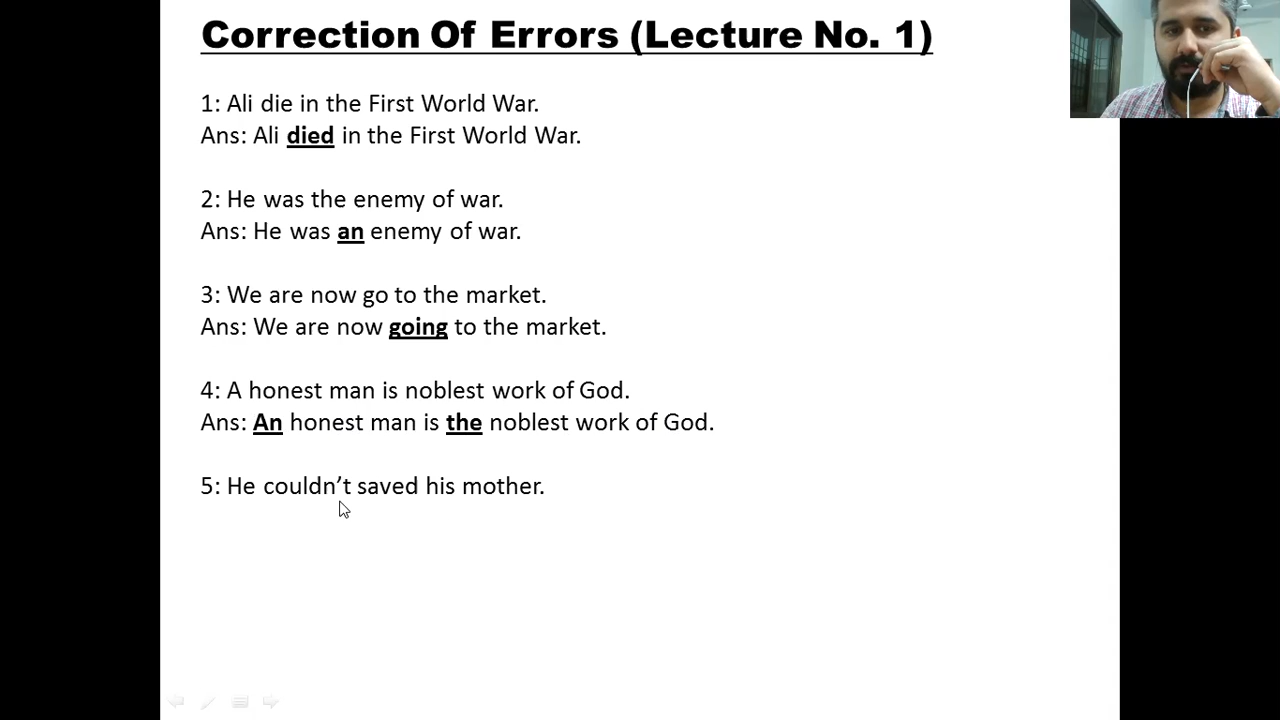 Correction Of Errors (Lecture No. 1)
1: Ali die in the First World War.
Ans: Ali died in the First World War.
2: He was the enemy of war.
Ans: He was an enemy of war.
3: We are now go to the market.
Ans: We are now going to the market.
4: A honest man is noblest work of God.
Ans: An honest man is the noblest work of God.
5: He couldn’t saved his mother.